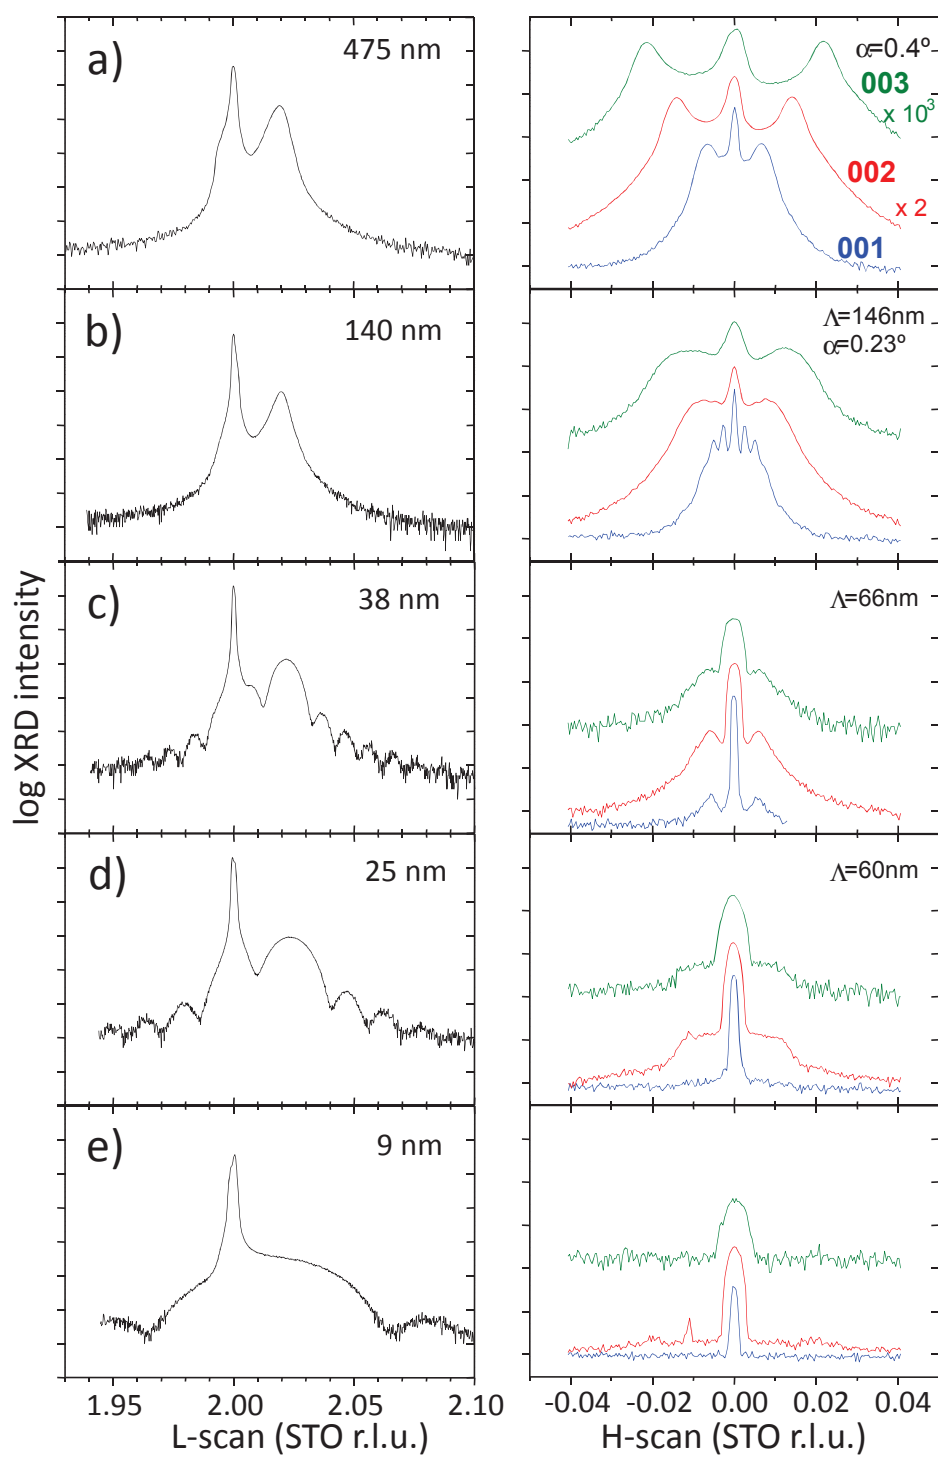 a)
475 nm
α=0.4º
003
x 10³
002
x 2
001
b)
140 nm
Λ=146nm
α=0.23º
c)
38 nm
Λ=66nm
d)
25 nm
Λ=60nm
e)
9 nm
log XRD intensity
1.95 2.00 2.05 2.10
-0.04 -0.02 0.00 0.02 0.04
L-scan (STO r.l.u.)
H-scan (STO r.l.u.)